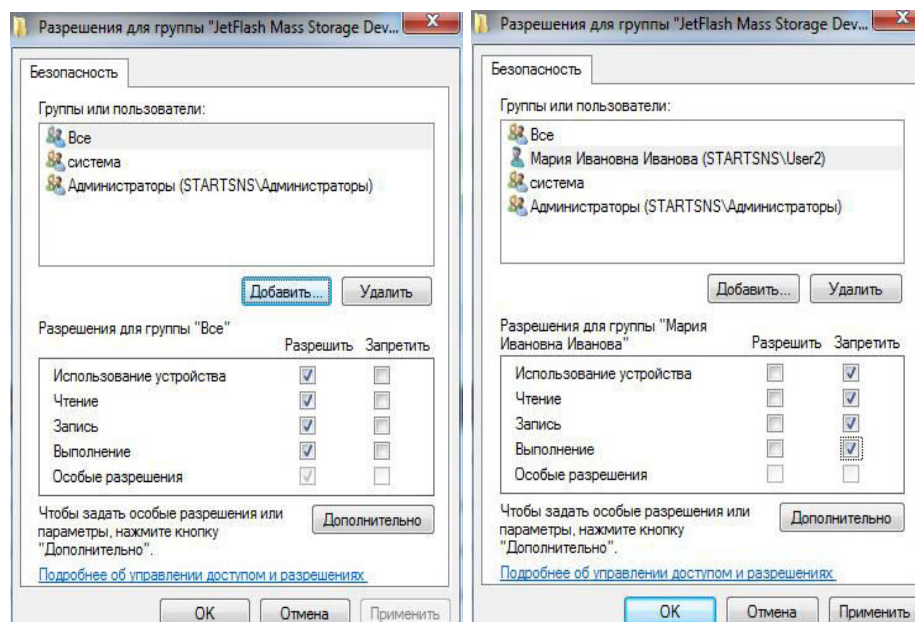 Разрешения для группы "JetFlash Mass Storage Dev...
Безопасность
Группы или пользователи:
Все
система
Администраторы (STARTSNS\Администраторы)
Добавить...
Удалить
Разрешения для группы "Все"
Разрешить Запретить
Использование устройства
Чтение
Запись
Выполнение
Особые разрешения
Чтобы задать особые разрешения или
параметры, нажмите кнопку
"Дополнительно".
Дополнительно
Подробнее об управлении доступом и разрешениях
ОК
Отмена
Применить
Разрешения для группы "JetFlash Mass Storage Dev...
Безопасность
Группы или пользователи:
Все
Мария Ивановна Иванова (STARTSNS\User2)
система
Администраторы (STARTSNS\Администраторы)
Добавить...
Удалить
Разрешения для группы "Мария
Ивановна Иванова"
Разрешить Запретить
Использование устройства
Чтение
Запись
Выполнение
Особые разрешения
Чтобы задать особые разрешения или
параметры, нажмите кнопку
"Дополнительно".
Дополнительно
Подробнее об управлении доступом и разрешениях
ОК
Отмена
Применить